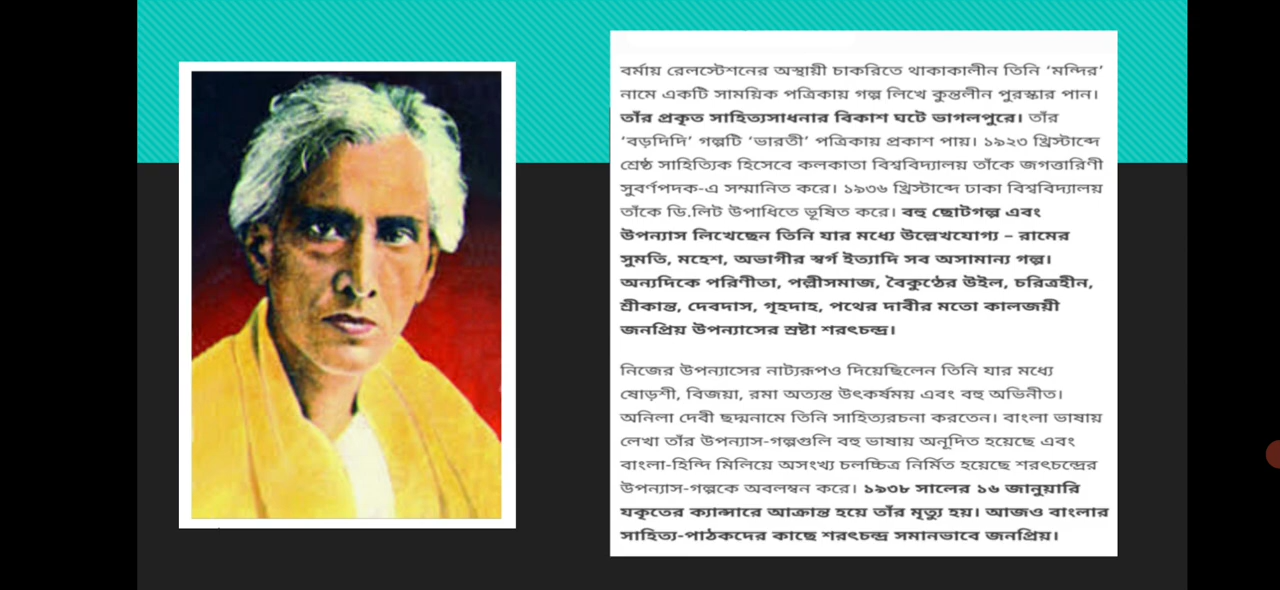 বর্মায় রেলস্টেশনের অস্থায়ী চাকরিতে থাকাকালীন তিনি ‘মন্দির’
নামে একটি সাময়িক পত্রিকায় গল্প লিখে কুন্তলীন পুরস্কার পান।
তাঁর প্রকৃত সাহিত্যসাধনার বিকাশ ঘটে ভাগলপুরে। তাঁর
‘বড়দিদি’ গল্পটি ‘ভারতী’ পত্রিকায় প্রকাশ পায়। ১৯২৩ খ্রিস্টাব্দে
শ্রেষ্ঠ সাহিত্যিক হিসেবে কলকাতা বিশ্ববিদ্যালয় তাঁকে জগত্তারিণী
সুবর্ণপদক-এ সম্মানিত করে। ১৯৩৬ খ্রিস্টাব্দে ঢাকা বিশ্ববিদ্যালয়
তাঁকে ডি.লিট উপাধিতে ভূষিত করে। বহু ছোটগল্প এবং
উপন্যাস লিখেছেন তিনি যার মধ্যে উল্লেখযোগ্য – রামের
সুমতি, মহেশ, অভাগীর স্বর্গ ইত্যাদি সব অসামান্য গল্প।
অন্যদিকে পরিণীতা, পল্লীসমাজ, বৈকুণ্ঠের উইল, চরিত্রহীন,
শ্রীকান্ত, দেবদাস, গৃহদাহ, পথের দাবীর মতো কালজয়ী
জনপ্রিয় উপন্যাসের স্রষ্টা শরৎচন্দ্র।
নিজের উপন্যাসের নাট্যরূপও দিয়েছিলেন তিনি যার মধ্যে
ষোড়শী, বিজয়া, রমা অত্যন্ত উৎকর্ষময় এবং বহু অভিনীত।
অনিলা দেবী ছদ্মনামে তিনি সাহিত্যরচনা করতেন। বাংলা ভাষায়
লেখা তাঁর উপন্যাস-গল্পগুলি বহু ভাষায় অনূদিত হয়েছে এবং
বাংলা-হিন্দি মিলিয়ে অসংখ্য চলচ্চিত্র নির্মিত হয়েছে শরৎচন্দ্রের
উপন্যাস-গল্পকে অবলম্বন করে। ১৯৩৮ সালের ১৬ জানুয়ারি
যকৃতের ক্যান্সারে আক্রান্ত হয়ে তাঁর মৃত্যু হয়। আজও বাংলার
সাহিত্য-পাঠকদের কাছে শরৎচন্দ্র সমানভাবে জনপ্রিয়।